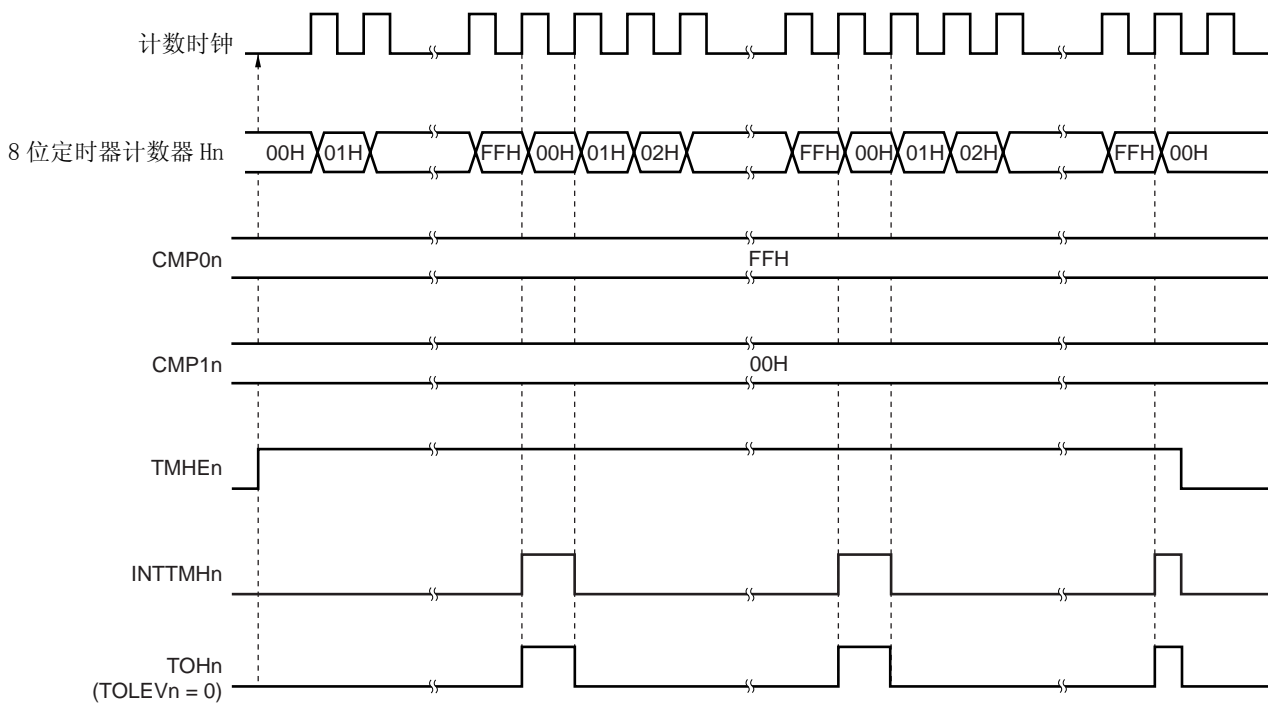 计数时钟
8 位定时器计数器 Hn 00H 01H FFH 00H 01H 02H FFH 00H 01H 02H FFH 00H
CMP0n FFH
CMP1n 00H
TMHEn
INTTMHn
TOHn
(TOLEVn = 0)